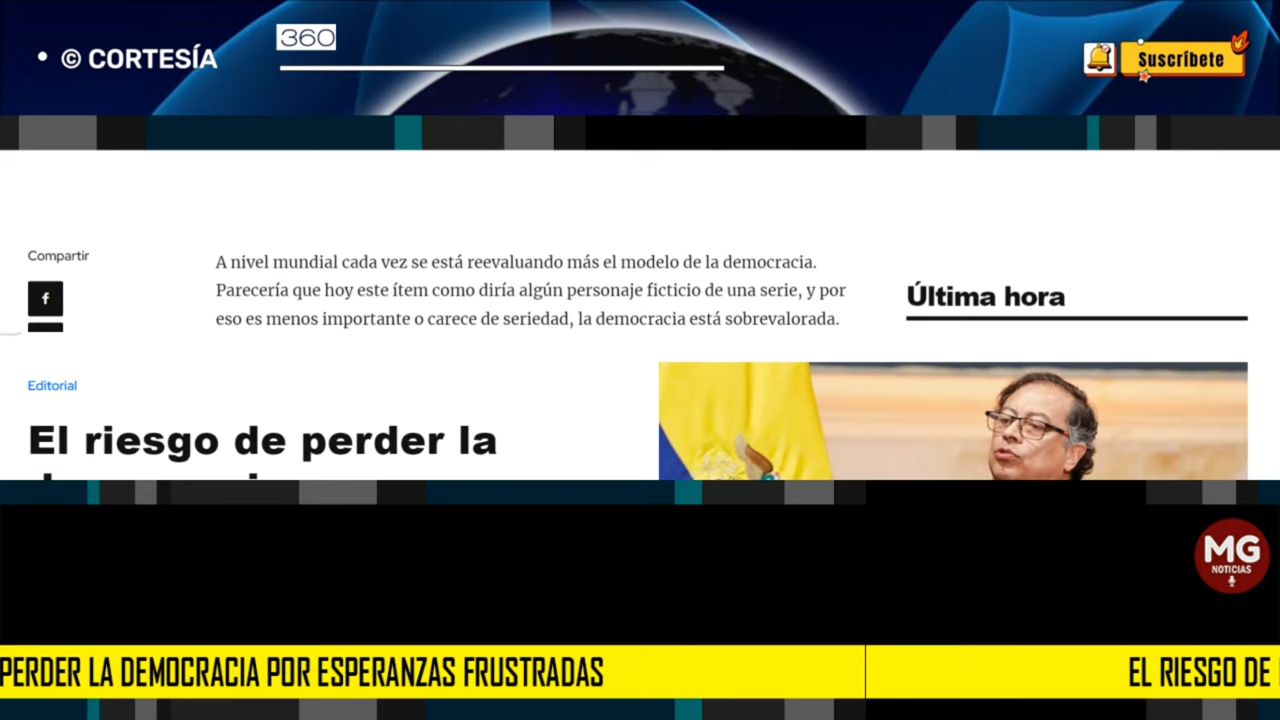 • © CORTESÍA
360
Suscríbete
Compartir
f
A nivel mundial cada vez se está reevaluando más el modelo de la democracia.
Parecería que hoy este ítem como diría algún personaje ficticio de una serie, y por
eso es menos importante o carece de seriedad, la democracia está sobrevalorada.
Última hora
Editorial
El riesgo de perder la
MG
NOTICIAS
PERDER LA DEMOCRACIA POR ESPERANZAS FRUSTRADAS
EL RIESGO DE